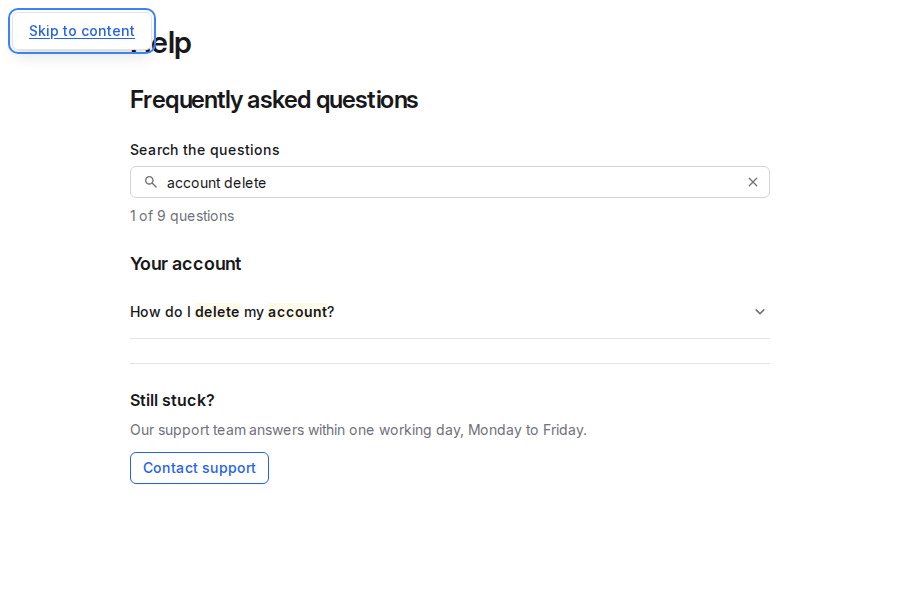 Skip to content
Help
Frequently asked questions
Search the questions
account delete
1 of 9 questions
Your account
How do I delete my account?
Still stuck?
Our support team answers within one working day, Monday to Friday.
Contact support